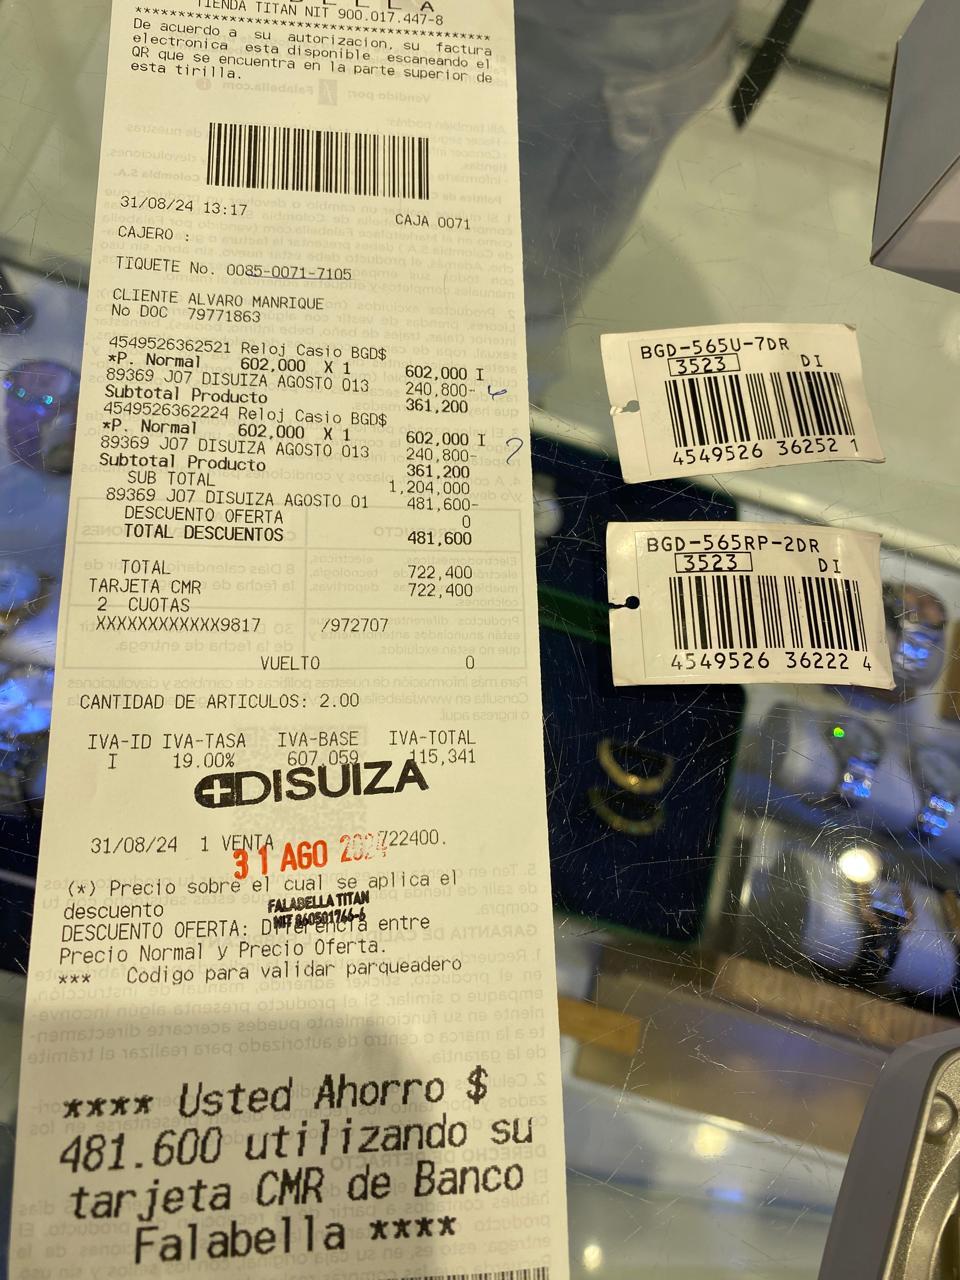 TIENDA TITAN NIT 900.017.447-8
****************************************
De acuerdo a su autorizacion, su factura
electronica esta disponible escaneando el
QR que se encuentra en la parte superior de
esta tirilla.
31/08/24 13:17 CAJA 0071
CAJERO :
TIQUETE No. 0085-0071-7105
CLIENTE ALVARO MANRIQUE
No DOC 79771863
4549526362521 Reloj Casio BGD$
*P. Normal 602,000 X 1 602,000 I
89369 J07 DISUIZA AGOSTO 013 240,800-
Subtotal Producto 361,200
4549526362224 Reloj Casio BGD$
*P. Normal 602,000 X 1 602,000 I
89369 J07 DISUIZA AGOSTO 013 240,800-
Subtotal Producto 361,200
SUB TOTAL 1,204,000
89369 J07 DISUIZA AGOSTO 01 481,600-
DESCUENTO OFERTA 0
TOTAL DESCUENTOS 481,600
TOTAL 722,400
TARJETA CMR 722,400
2 CUOTAS
XXXXXXXXXXXX9817 /972707
VUELTO 0
CANTIDAD DE ARTICULOS: 2.00
IVA-ID IVA-TASA IVA-BASE IVA-TOTAL
I 19.00% 607,059 115,341
DISUIZA
31/08/24 1 VENTA 722400.
31 AGO 2024
(*) Precio sobre el cual se aplica el
descuento
FALABELLA TITAN
NIT 860501766-6
DESCUENTO OFERTA: Diferencia entre
Precio Normal y Precio Oferta.
*** Codigo para validar parqueadero
**** Usted Ahorro $
481.600 utilizando su
tarjeta CMR de Banco
Falabella ****
BGD-565U-7DR
3523 DI
4549526 36252 1
BGD-565RP-2DR
3523 DI
4549526 36222 4